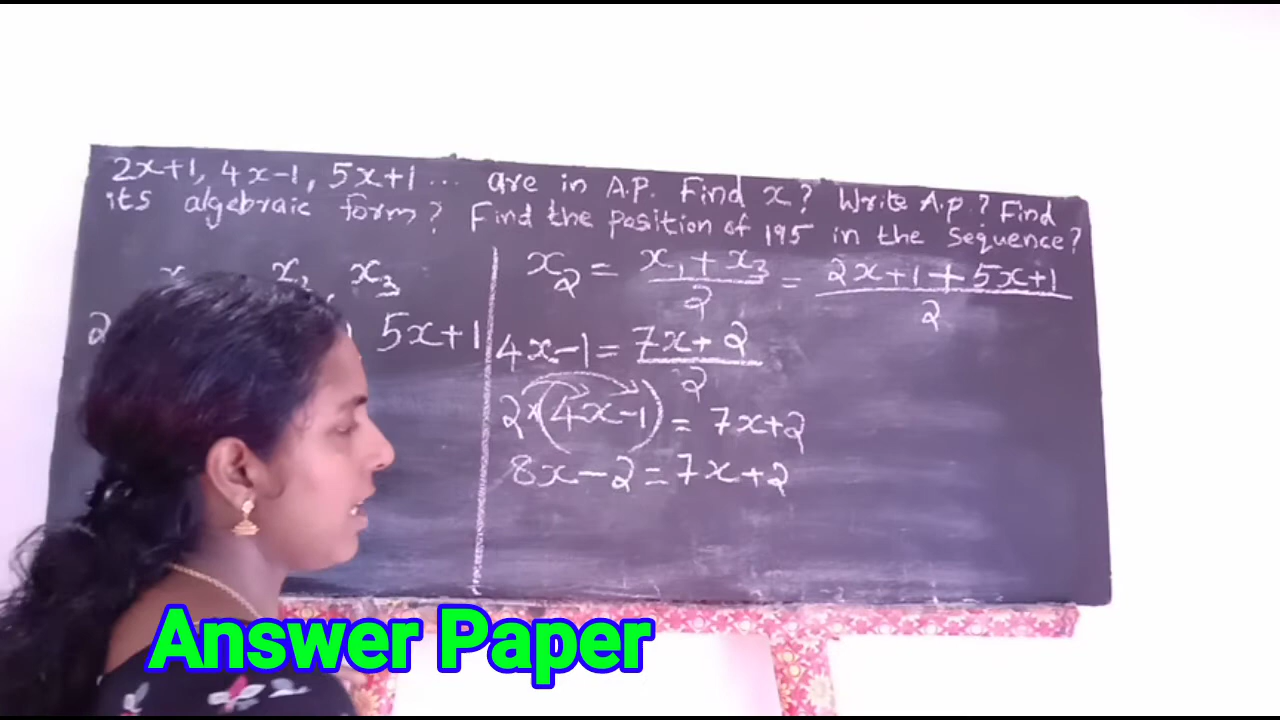 2x+1, 4x-1, 5x+1 ... are in A.P. Find x? Write A.p.? Find
its algebraic form? Find the position of 195 in the sequence?
x₂ x₃
2 5x+1
x₂ = (x₁ + x₃)/2 = (2x+1 + 5x+1)/2
4x-1 = (7x+2)/2
2×(4x-1) = 7x+2
8x-2 = 7x+2
Answer Paper